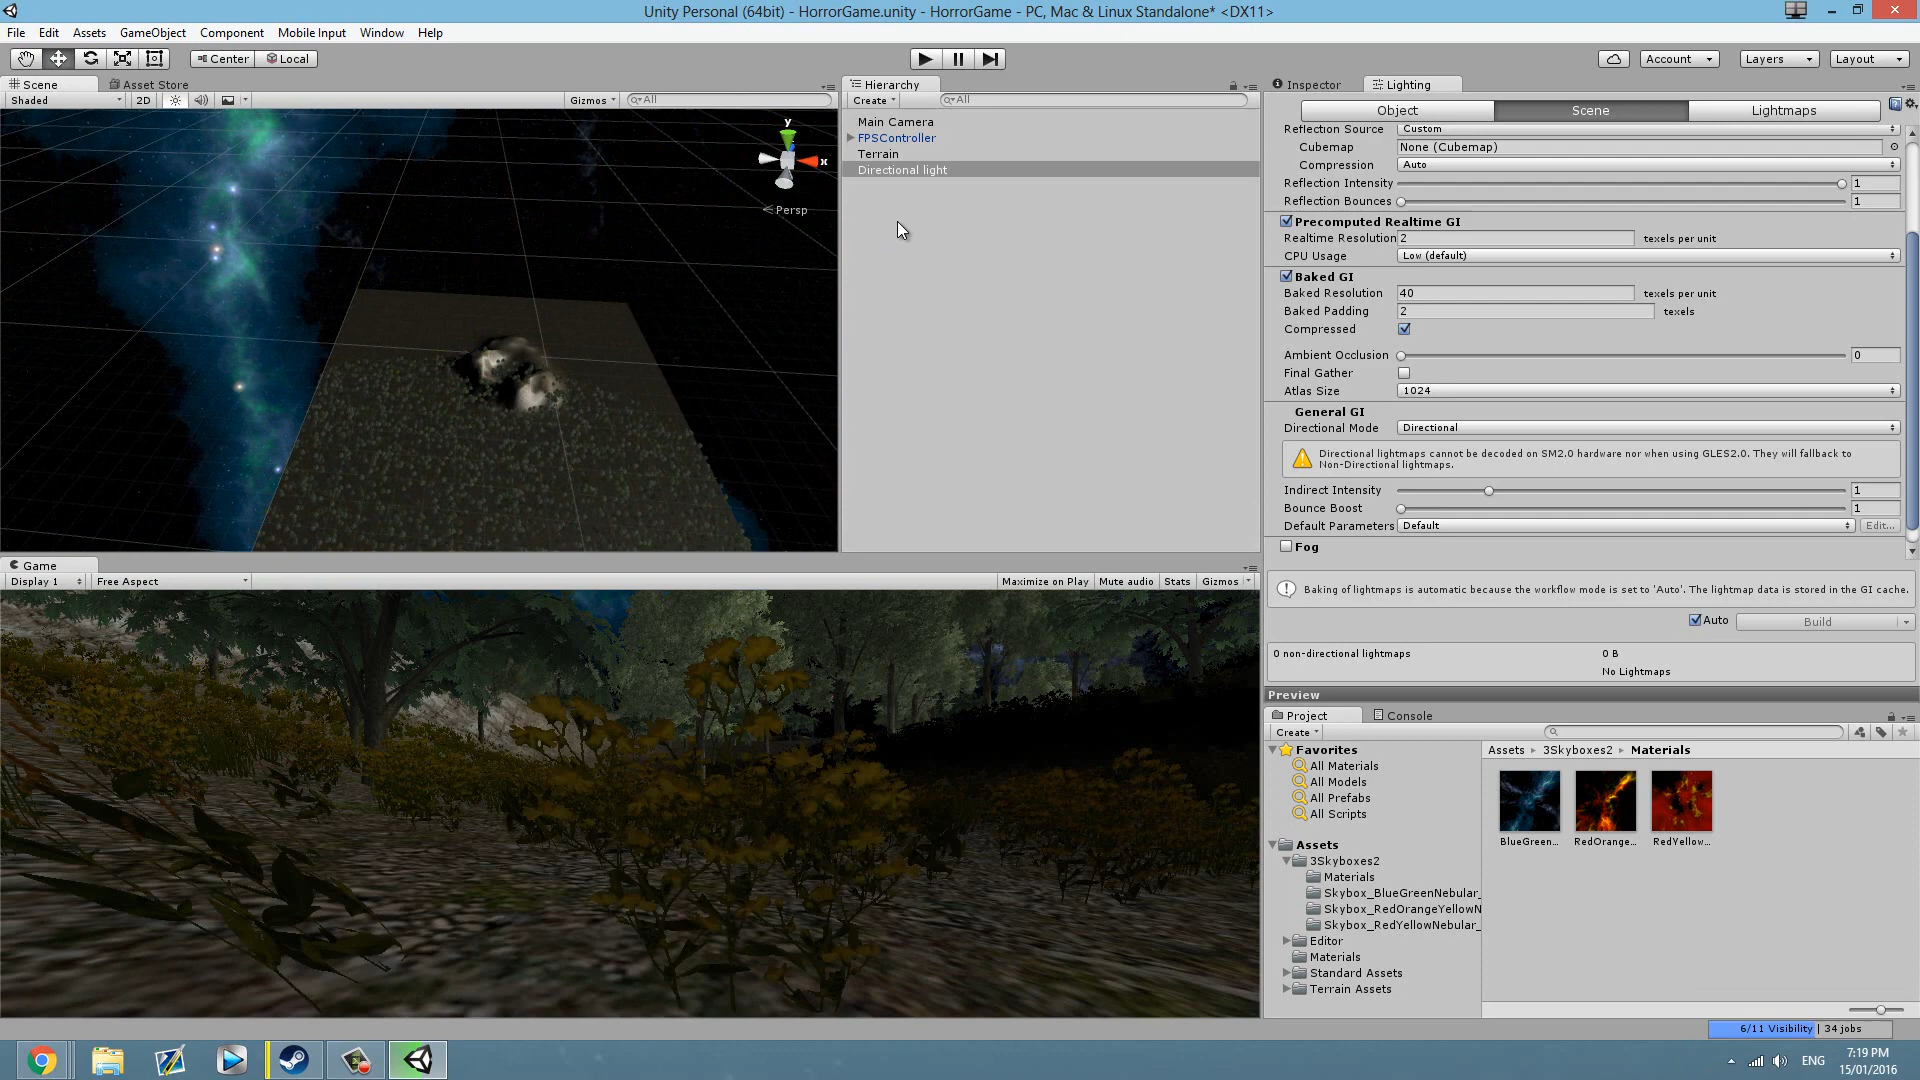 Unity Personal (64bit) - HorrorGame.unity - HorrorGame - PC, Mac & Linux Standalone* <DX11>
File Edit Assets GameObject Component Mobile Input Window Help
Center Local Account Layers Layout
Scene Asset Store
Shaded 2D Gizmos All
y
x
Persp
Hierarchy
Create All
Main Camera
FPSController
Terrain
Directional light
Inspector Lighting
Object Scene Lightmaps
Reflection Source Custom
Cubemap None (Cubemap)
Compression Auto
Reflection Intensity 1
Reflection Bounces 1
Precomputed Realtime GI
Realtime Resolution 2 texels per unit
CPU Usage Low (default)
Baked GI
Baked Resolution 40 texels per unit
Baked Padding 2 texels
Compressed
Ambient Occlusion 0
Final Gather
Atlas Size 1024
General GI
Directional Mode Directional
Directional lightmaps cannot be decoded on SM2.0 hardware nor when using GLES2.0. They will fallback to
Non-Directional lightmaps.
Indirect Intensity 1
Bounce Boost 1
Default Parameters Default Edit...
Fog
Baking of lightmaps is automatic because the workflow mode is set to 'Auto'. The lightmap data is stored in the GI cache.
Auto Build
0 non-directional lightmaps 0 B
No Lightmaps
Preview
Game
Display 1 Free Aspect Maximize on Play Mute audio Stats Gizmos
Project Console
Create
Favorites
All Materials
All Models
All Prefabs
All Scripts
Assets
3Skyboxes2
Materials
Skybox_BlueGreenNebular_
Skybox_RedOrangeYellowN
Skybox_RedYellowNebular_
Editor
Materials
Standard Assets
Terrain Assets
Assets 3Skyboxes2 Materials
BlueGreen... RedOrange... RedYellow...
6/11 Visibility | 34 jobs
ENG
7:19 PM
15/01/2016